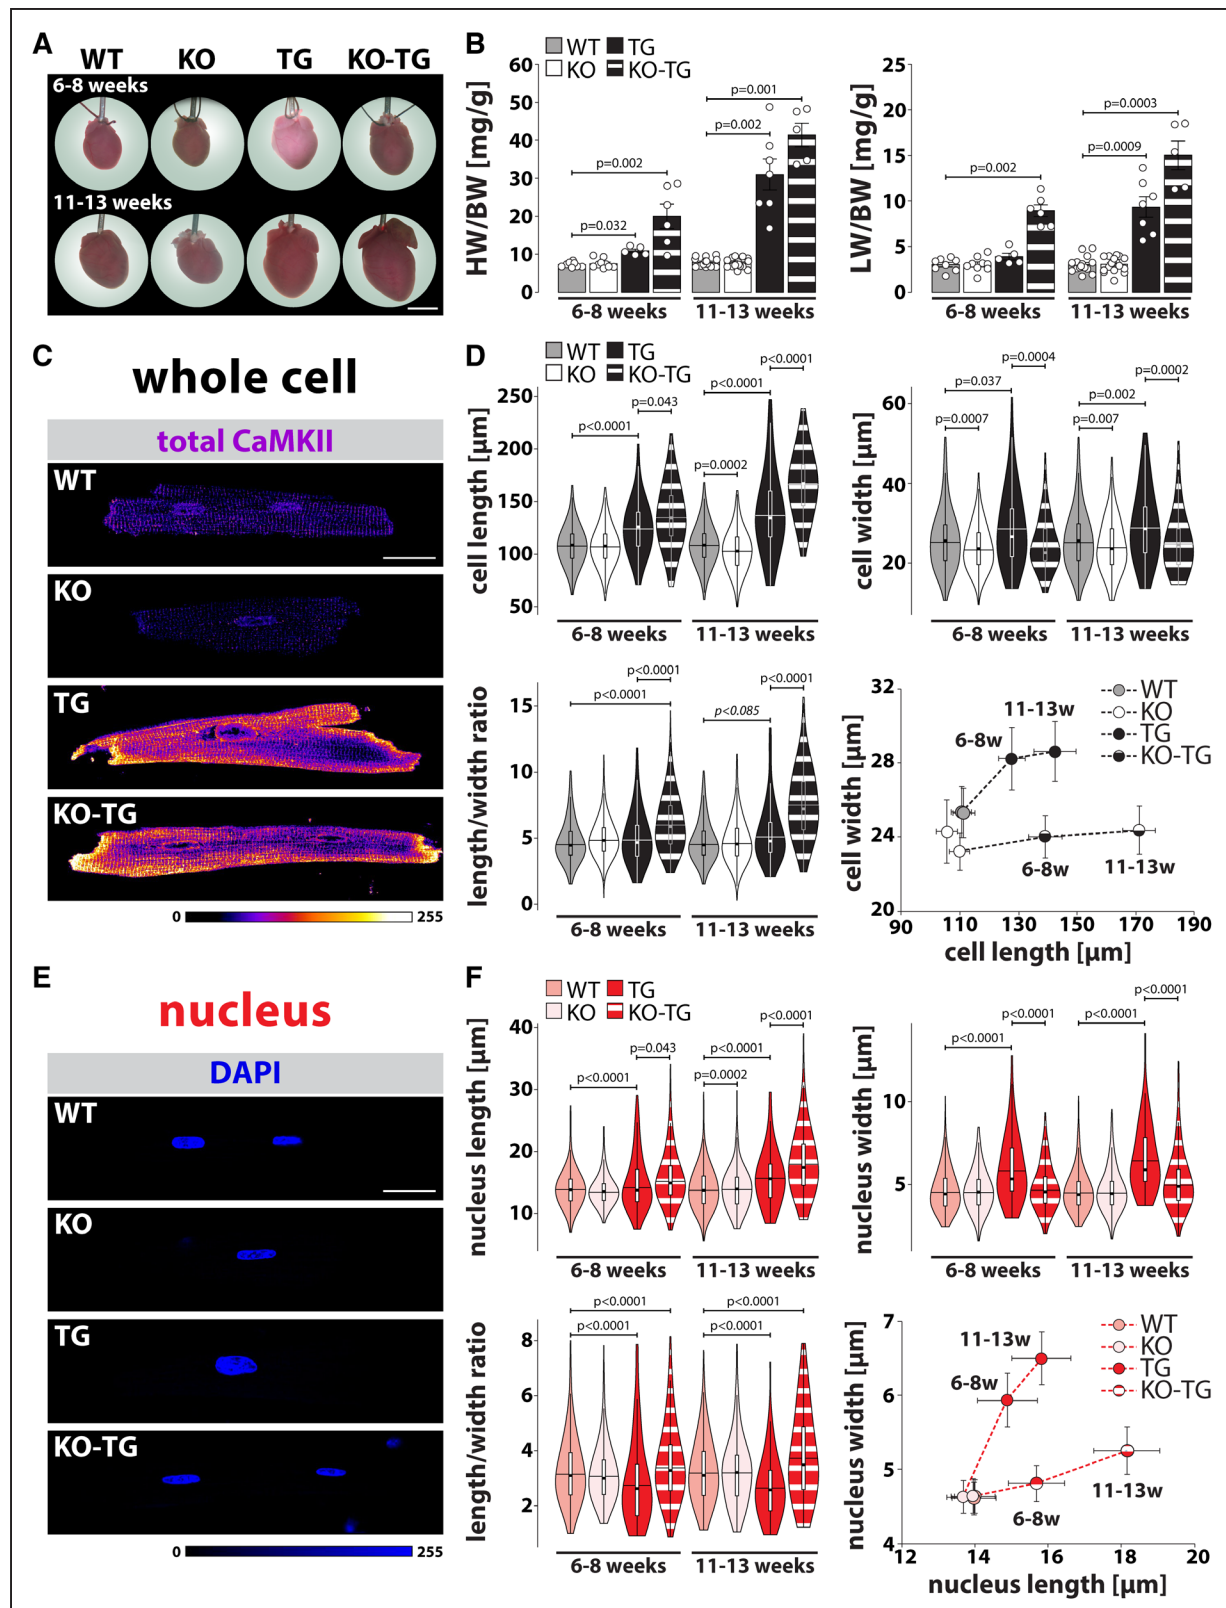 A
WT KO TG KO-TG
6-8 weeks
11-13 weeks
B
WT TG
KO KO-TG
HW/BW [mg/g]
60
50
40
30
20
10
0
p=0.002
p=0.032
p=0.001
p=0.002
6-8 weeks 11-13 weeks
LW/BW [mg/g]
25
20
15
10
5
0
p=0.002
p=0.0003
p=0.0009
6-8 weeks 11-13 weeks
C
whole cell
total CaMKII
WT
KO
TG
KO-TG
0 255
D
WT TG
KO KO-TG
cell length [µm]
250
200
150
100
50
p<0.0001
p=0.043
p<0.0001
p<0.0001
p=0.0002
6-8 weeks 11-13 weeks
cell width [µm]
60
40
20
p=0.0004
p=0.037
p=0.0007
p=0.0002
p=0.002
p=0.007
6-8 weeks 11-13 weeks
length/width ratio
15
10
5
0
p<0.0001
p<0.0001
p<0.0001
p<0.085
6-8 weeks 11-13 weeks
cell width [µm]
32
28
24
20
WT
KO
TG
KO-TG
11-13w
6-8w
6-8w
11-13w
90 110 130 150 170 190
cell length [µm]
E
nucleus
DAPI
WT
KO
TG
KO-TG
0 255
F
WT TG
KO KO-TG
nucleus length [µm]
40
30
20
10
p<0.0001
p=0.043
p<0.0001
p<0.0001
p=0.0002
6-8 weeks 11-13 weeks
nucleus width [µm]
10
5
p<0.0001
p<0.0001
p<0.0001
p<0.0001
6-8 weeks 11-13 weeks
length/width ratio
8
6
4
2
p<0.0001
p<0.0001
p<0.0001
p<0.0001
6-8 weeks 11-13 weeks
nucleus width [µm]
7
6
5
4
WT
KO
TG
KO-TG
11-13w
6-8w
6-8w
11-13w
12 14 16 18 20
nucleus length [µm]